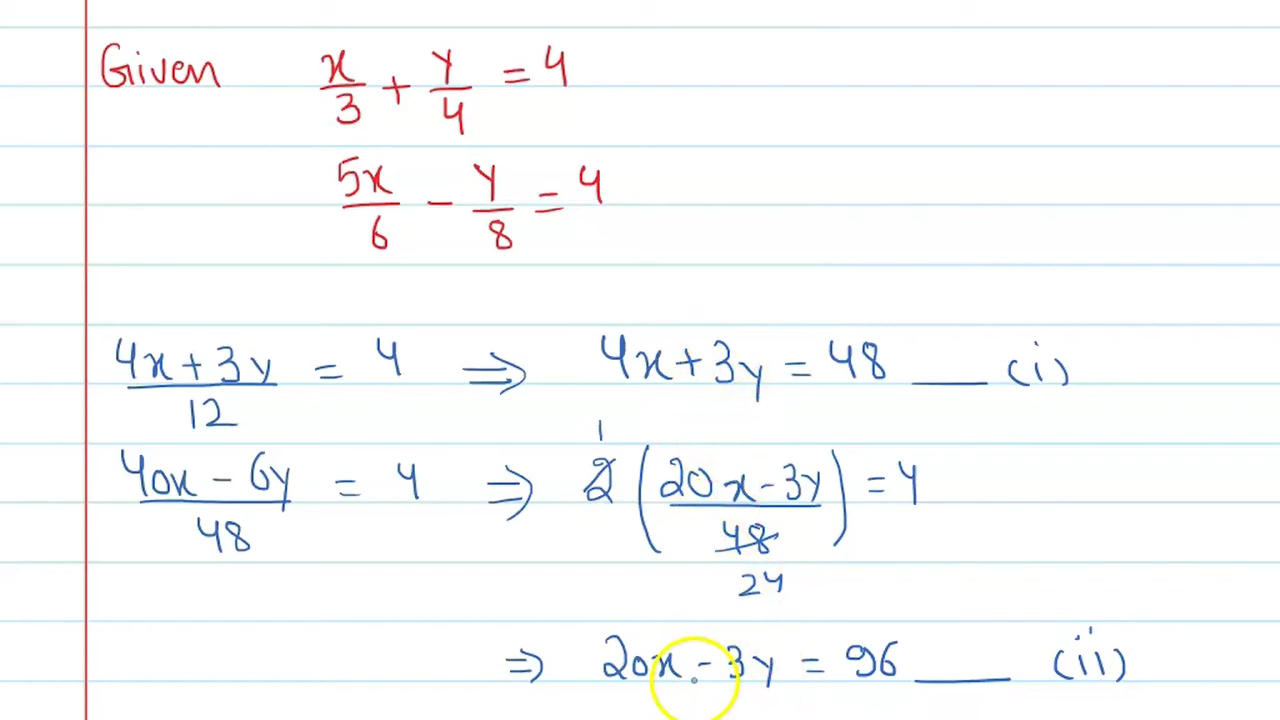 Given x/3 + y/4 = 4
5x/6 - y/8 = 4
(4x + 3y)/12 = 4 ⇒ 4x + 3y = 48 ___ (i)
(40x - 6y)/48 = 4 ⇒ 2 1 ((20x - 3y)/48 24) = 4
⇒ 20x - 3y = 96 ___ (ii)